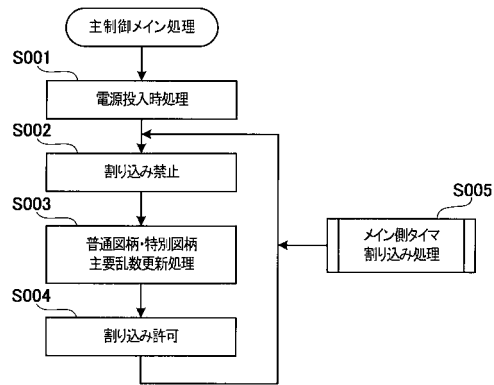 主制御メイン処理
S001
電源投入時処理
S002
割り込み禁止
S003
普通図柄・特別図柄
主要乱数更新処理
S004
割り込み許可
S005
メイン側タイマ
割り込み処理